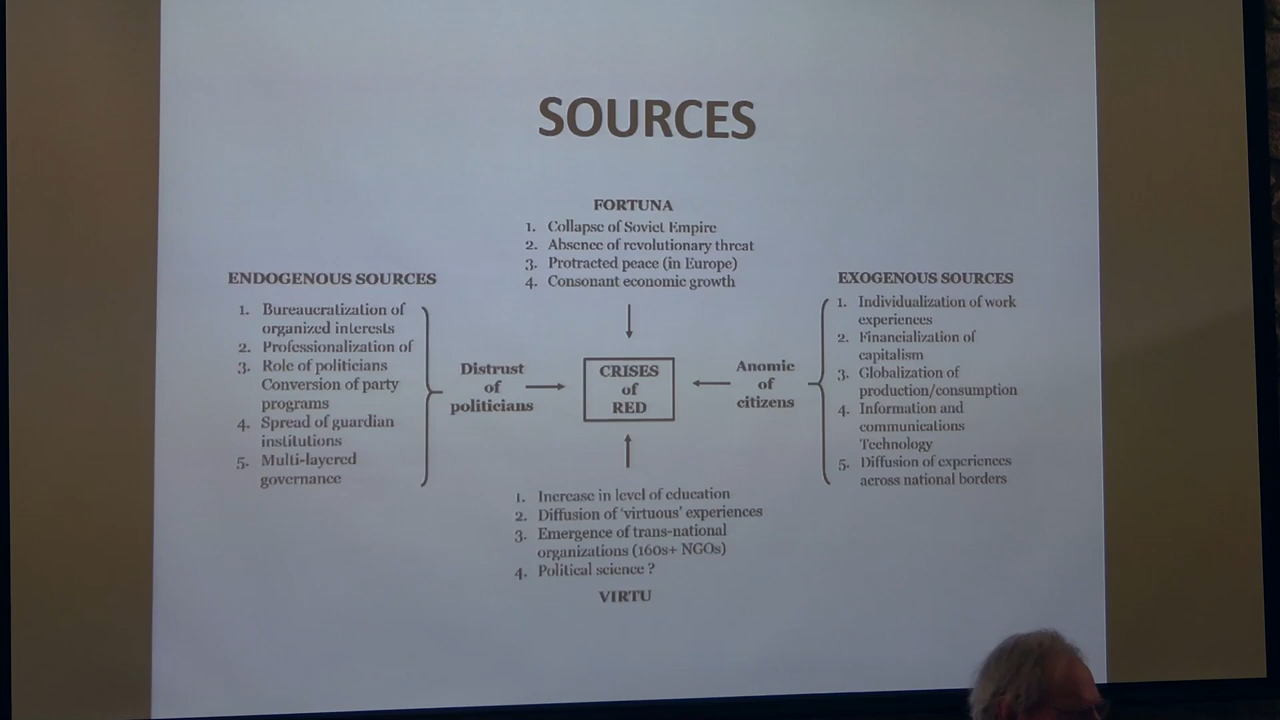 SOURCES
FORTUNA
1. Collapse of Soviet Empire
2. Absence of revolutionary threat
3. Protracted peace (in Europe)
4. Consonant economic growth
ENDOGENOUS SOURCES
1. Bureaucratization of
organized interests
2. Professionalization of
3. Role of politicians
Conversion of party
programs
4. Spread of guardian
institutions
5. Multi-layered
governance
Distrust
of
politicians
CRISES
of
RED
Anomie
of
citizens
EXOGENOUS SOURCES
1. Individualization of work
experiences
2. Financialization of
capitalism
3. Globalization of
production/consumption
4. Information and
communications
Technology
5. Diffusion of experiences
across national borders
1. Increase in level of education
2. Diffusion of 'virtuous' experiences
3. Emergence of trans-national
organizations (160s+ NGOs)
4. Political science ?
VIRTU